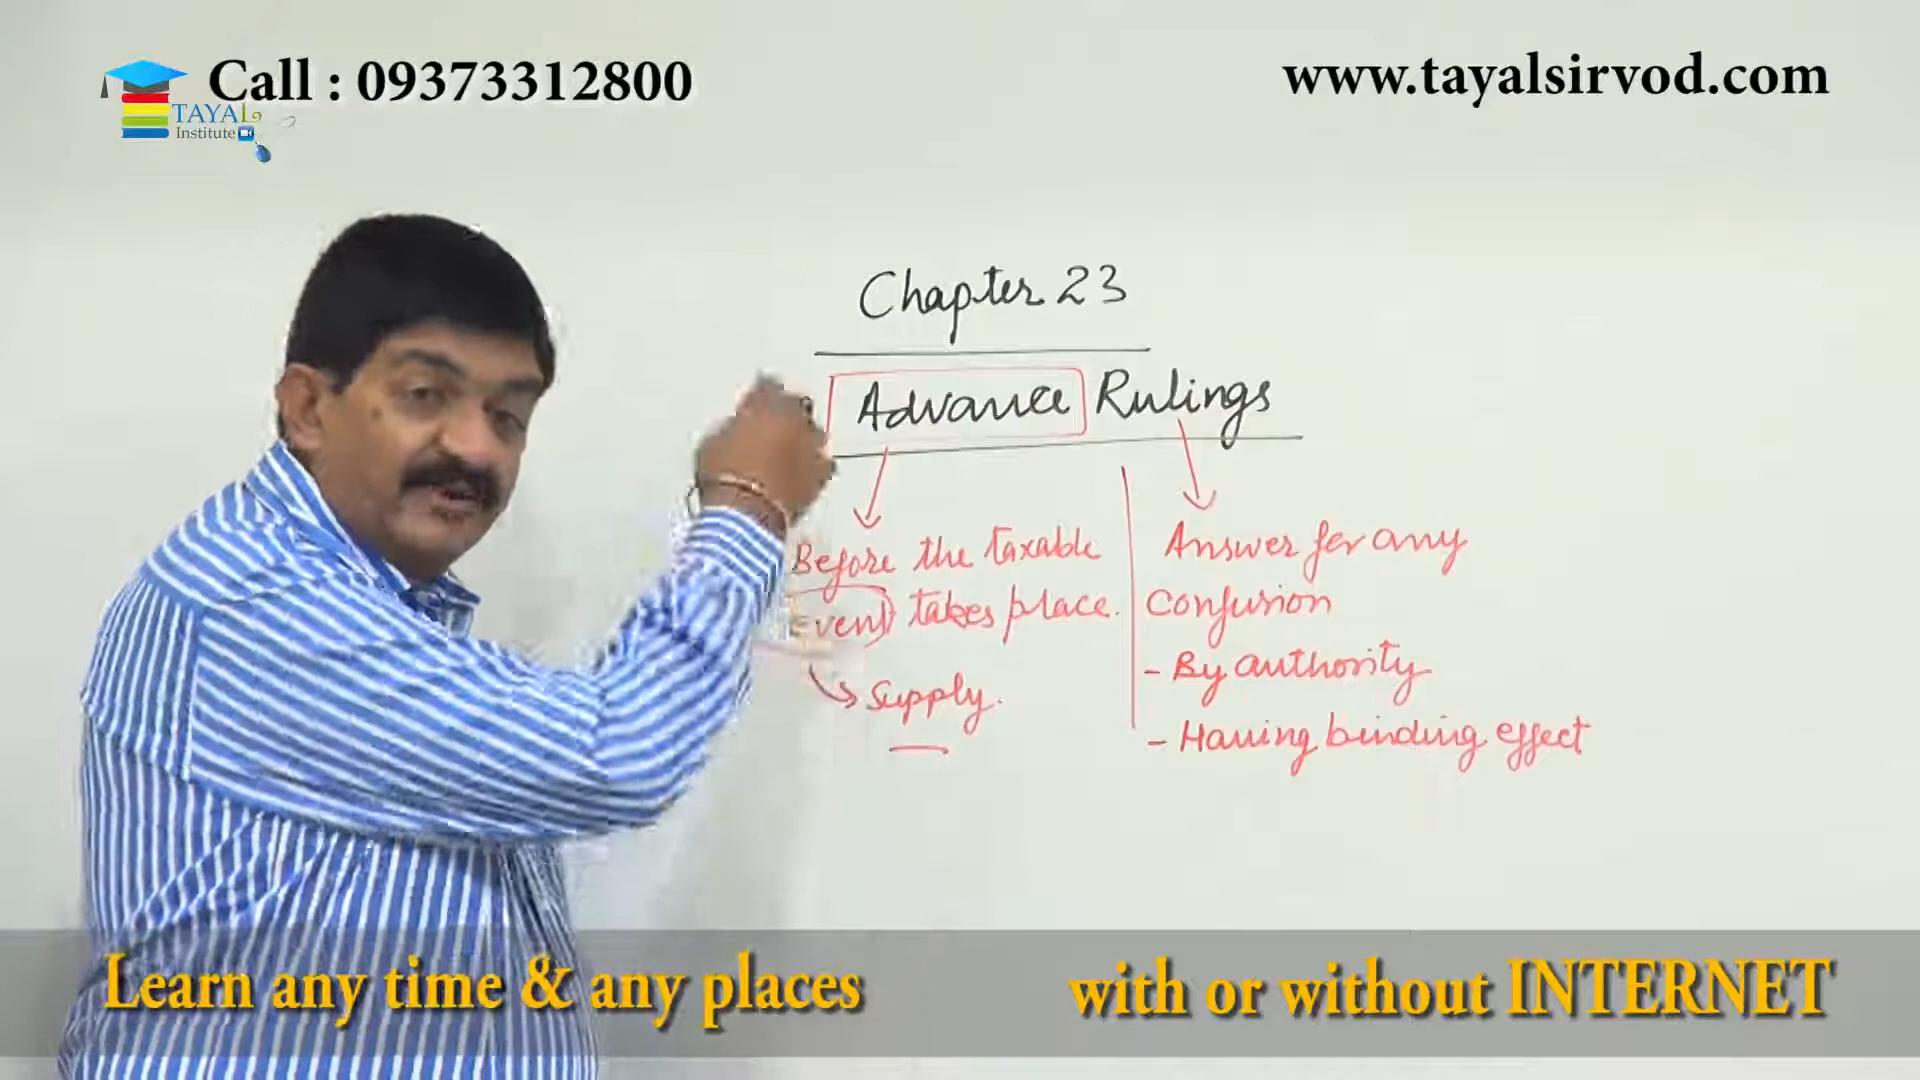 Call : 09373312800
www.tayalsirvod.com
TAYAL
Institute
Chapter 23
Advance Rulings
Before the taxable
Event takes place.
Supply.
Answer for any
confusion
- By authority
- Having binding effect
Learn any time & any places
with or without INTERNET